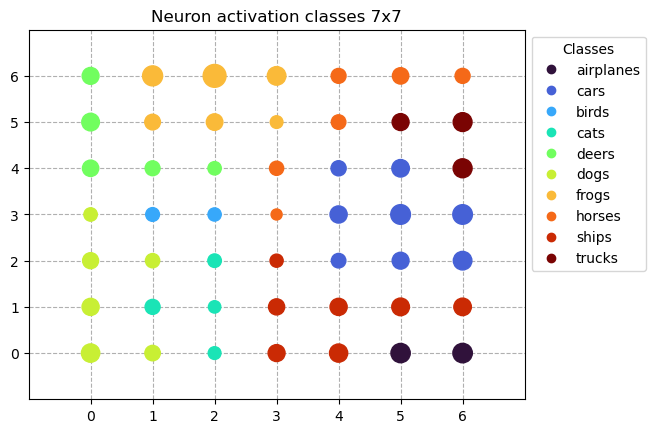 Neuron activation classes 7x7
Classes
airplanes
cars
birds
cats
deers
dogs
frogs
horses
ships
trucks
6
5
4
3
2
1
0
0 1 2 3 4 5 6